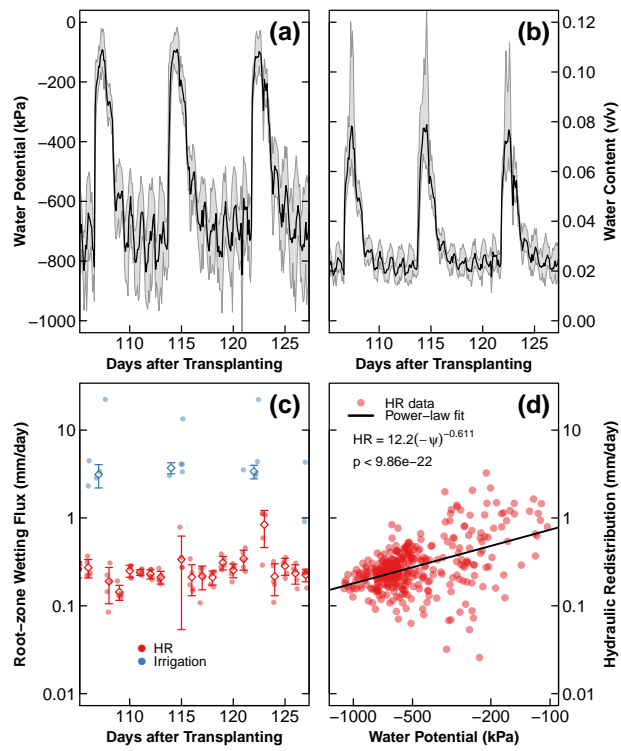 (a)
0
−200
−400
−600
−800
−1000
Water Potential (kPa)
110 115 120 125
Days after Transplanting
(b)
0.12
0.10
0.08
0.06
0.04
0.02
0.00
Water Content (v/v)
110 115 120 125
Days after Transplanting
(c)
10
1
0.1
0.01
Root−zone Wetting Flux (mm/day)
HR
Irrigation
110 115 120 125
Days after Transplanting
(d)
HR data
Power−law fit
HR = 12.2(−ψ)^−0.611
p < 9.86e−22
10
1
0.1
0.01
Hydraulic Redistribution (mm/day)
−1000 −500 −200 −100
Water Potential (kPa)